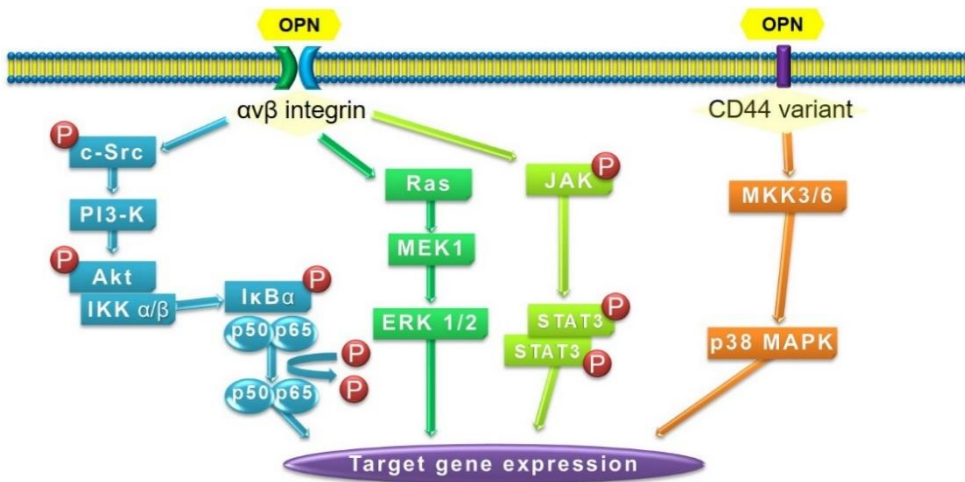 OPN
OPN
αvβ integrin
CD44 variant
P
c-Src
Ras
JAK
P
MKK3/6
PI3-K
MEK1
P
Akt
IKK α/β
P
IκBα
p50 p65
P
P
p50 p65
ERK 1/2
STAT3
P
STAT3
P
p38 MAPK
Target gene expression